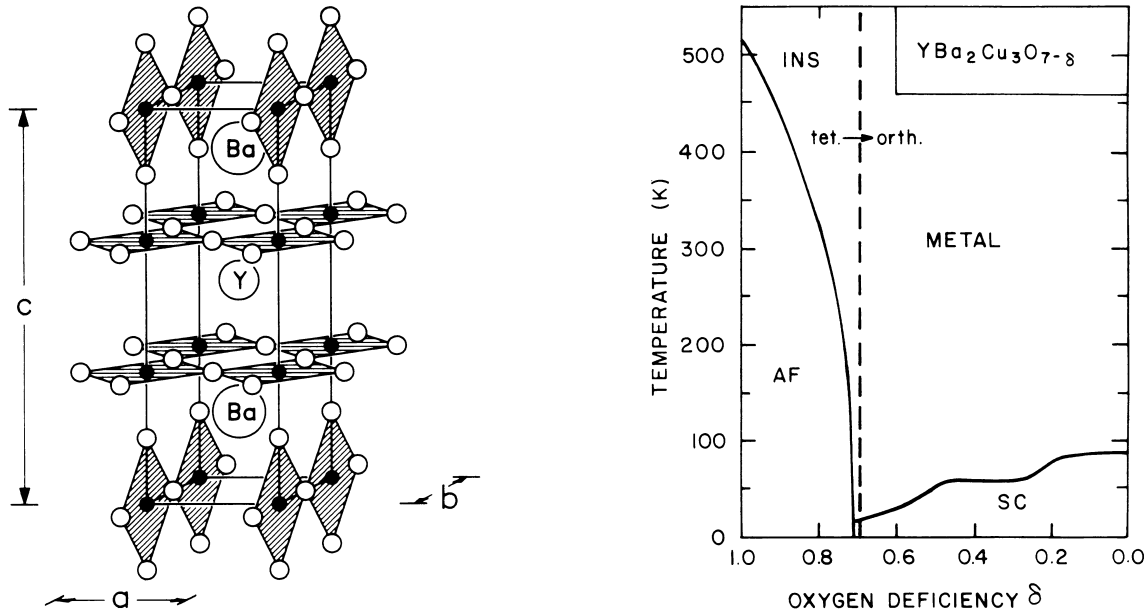 Ba
Y
Ba
c
b
a
YBa₂Cu₃O₇₋δ
INS
tet. → orth.
METAL
AF
SC
TEMPERATURE (K)
500
400
300
200
100
0
1.0 0.8 0.6 0.4 0.2 0.0
OXYGEN DEFICIENCY δ